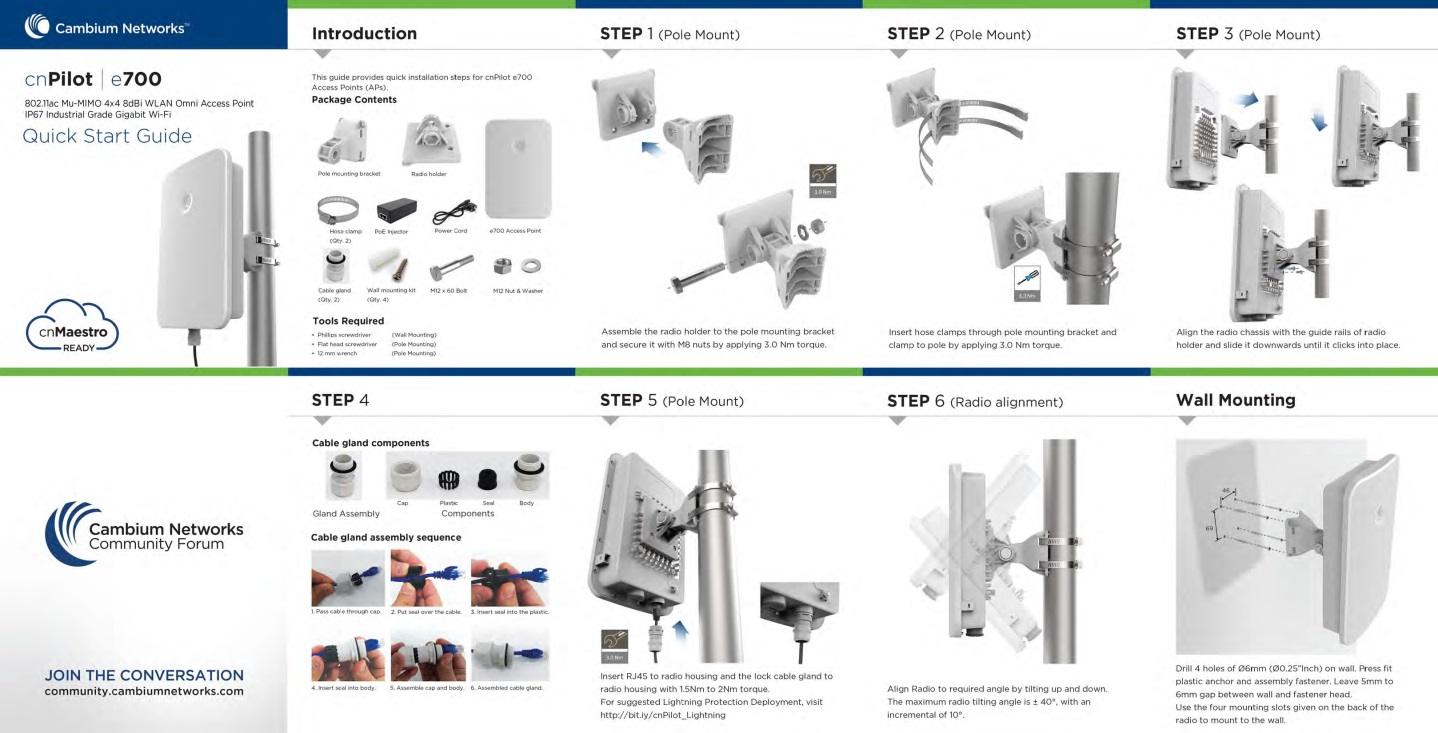 Cambium Networks™
cnPilot | e700
802.11ac Mu-MIMO 4x4 8dBi WLAN Omni Access Point
IP67 Industrial Grade Gigabit Wi-Fi
Quick Start Guide
cnMaestro
READY
Introduction
This guide provides quick installation steps for cnPilot e700
Access Points (APs).
Package Contents
Pole mounting bracket
Radio holder
Hose clamp
(Qty. 2)
PoE Injector
Power Cord
e700 Access Point
Cable gland
(Qty. 2)
Wall mounting kit
(Qty. 4)
M12 x 60 Bolt
M12 Nut & Washer
Tools Required
• Phillips screwdriver (Wall Mounting)
• Flat head screwdriver (Pole Mounting)
• 12 mm wrench (Pole Mounting)
STEP 1 (Pole Mount)
3.0 Nm
Assemble the radio holder to the pole mounting bracket
and secure it with M8 nuts by applying 3.0 Nm torque.
STEP 2 (Pole Mount)
3.0 Nm
Insert hose clamps through pole mounting bracket and
clamp to pole by applying 3.0 Nm torque.
STEP 3 (Pole Mount)
Align the radio chassis with the guide rails of radio
holder and slide it downwards until it clicks into place.
Cambium Networks
Community Forum
JOIN THE CONVERSATION
community.cambiumnetworks.com
STEP 4
Cable gland components
Cap
Plastic
Seal
Body
Gland Assembly
Components
Cable gland assembly sequence
1. Pass cable through cap.
2. Put seal over the cable.
3. Insert seal into the plastic.
4. Insert seal into body.
5. Assemble cap and body.
6. Assembled cable gland.
STEP 5 (Pole Mount)
3.0 Nm
Insert RJ45 to radio housing and the lock cable gland to
radio housing with 1.5Nm to 2Nm torque.
For suggested Lightning Protection Deployment, visit
http://bit.iy/cnPilot_Lightning
STEP 6 (Radio alignment)
Align Radio to required angle by tilting up and down.
The maximum radio tilting angle is ± 40°, with an
incremental of 10°.
Wall Mounting
46
69
Drill 4 holes of Ø6mm (Ø0.25"Inch) on wall. Press fit
plastic anchor and assembly fastener. Leave 5mm to
6mm gap between wall and fastener head.
Use the four mounting slots given on the back of the
radio to mount to the wall.